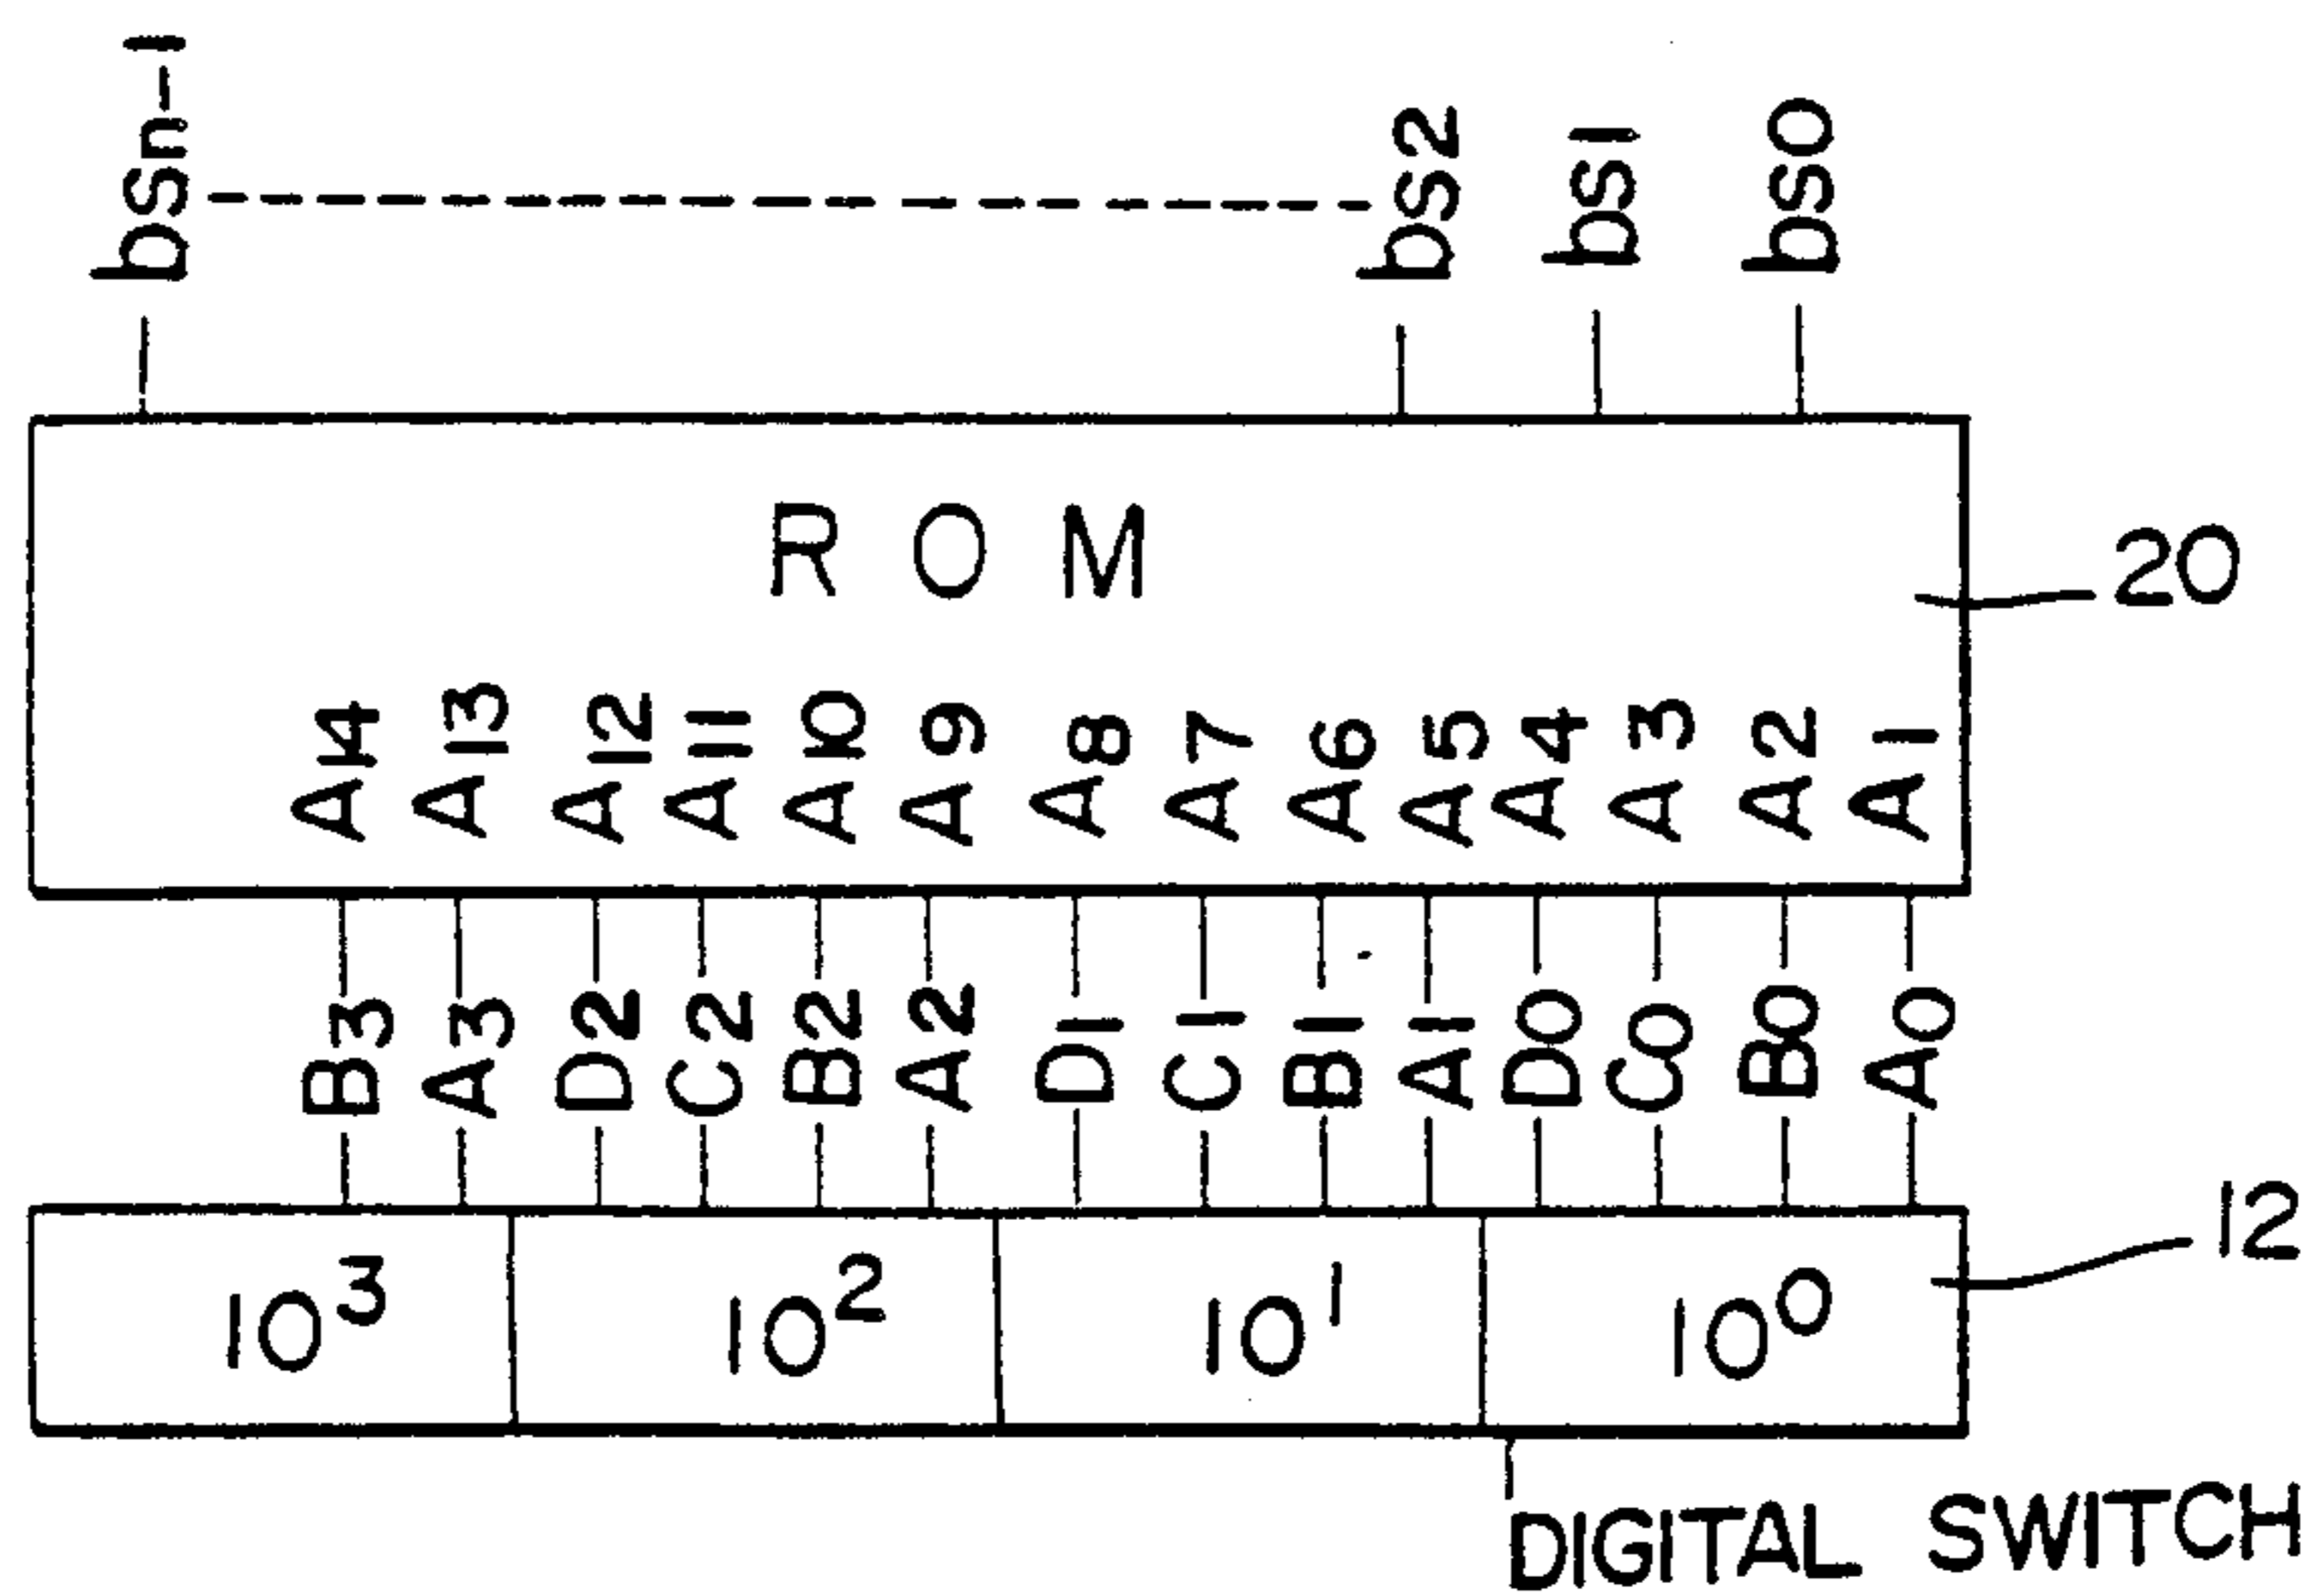 bsn-1 bs2 bs1 bs0
ROM
20
A14 A13 A12 A11 A10 A9 A8 A7 A6 A5 A4 A3 A2 A1
B3 A3 D2 C2 B2 A2 D1 C1 B1 A1 D0 C0 B0 A0
12
10³ 10² 10¹ 10⁰
DIGITAL SWITCH